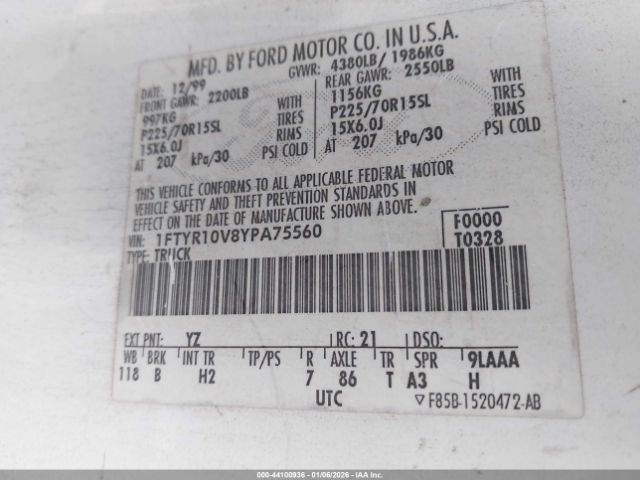 MFD. BY FORD MOTOR CO. IN U.S.A.
DATE: 12/99 GVWR: 4380LB/ 1986KG
FRONT GAWR: 2200LB REAR GAWR: 2550LB
997KG WITH 1156KG WITH
P225/70R15SL TIRES P225/70R15SL TIRES
15X6.0J RIMS 15X6.0J RIMS
AT 207 kPa/30 PSI COLD AT 207 kPa/30 PSI COLD
THIS VEHICLE CONFORMS TO ALL APPLICABLE FEDERAL MOTOR
VEHICLE SAFETY AND THEFT PREVENTION STANDARDS IN
EFFECT ON THE DATE OF MANUFACTURE SHOWN ABOVE.
VIN: 1FTYR10V8YPA75560 F0000
TYPE: TRUCK T0328
EXT PNT: YZ RC: 21 DSO:
WB BRK INT TR TP/PS R AXLE TR SPR 9LAAA
118 B H2 7 86 T A3 H
UTC ▽F85B-1520472-AB
000-44100936 - 01/06/2026 - IAAI.COM